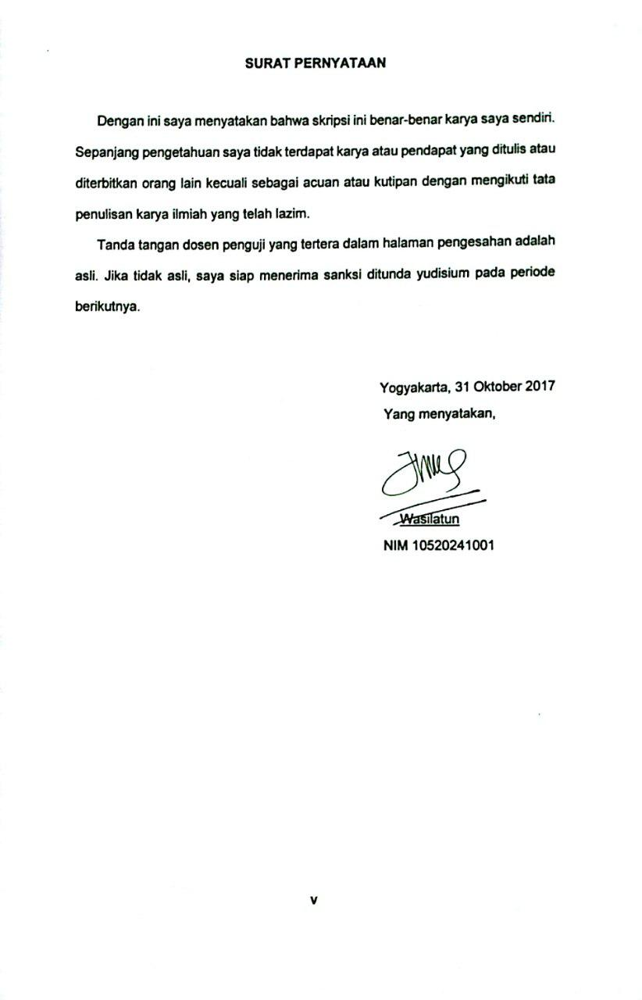 SURAT PERNYATAAN
Dengan ini saya menyatakan bahwa skripsi ini benar-benar karya saya sendiri.
Sepanjang pengetahuan saya tidak terdapat karya atau pendapat yang ditulis atau
diterbitkan orang lain kecuali sebagai acuan atau kutipan dengan mengikuti tata
penulisan karya ilmiah yang telah lazim.
Tanda tangan dosen penguji yang tertera dalam halaman pengesahan adalah
asli. Jika tidak asli, saya siap menerima sanksi ditunda yudisium pada periode
berikutnya.
Yogyakarta, 31 Oktober 2017
Yang menyatakan,
Wasilatun
NIM 10520241001
v